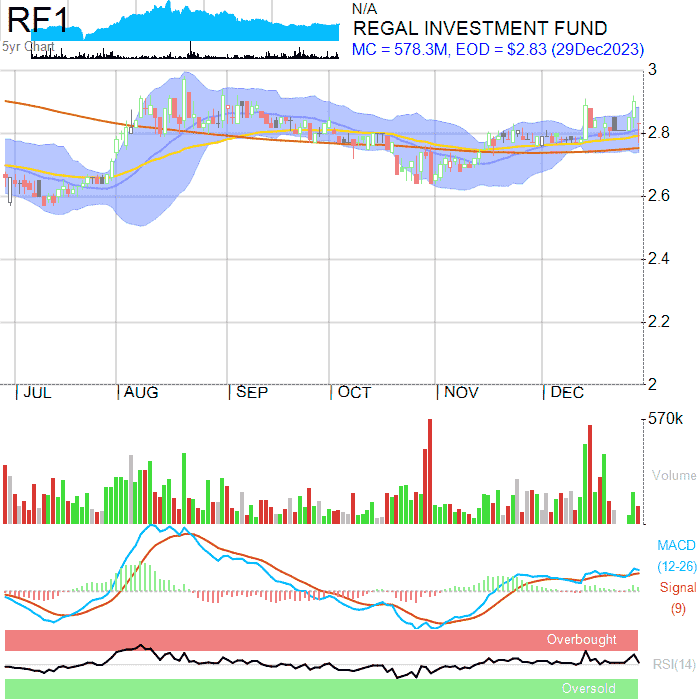 RF1
5yr Chart
N/A
REGAL INVESTMENT FUND
MC = 578.3M, EOD = $2.83 (29Dec2023)
3
2.8
2.6
2.4
2.2
2
JUL AUG SEP OCT NOV DEC
570k
Volume
MACD
(12-26)
Signal
(9)
Overbought
RSI(14)
Oversold